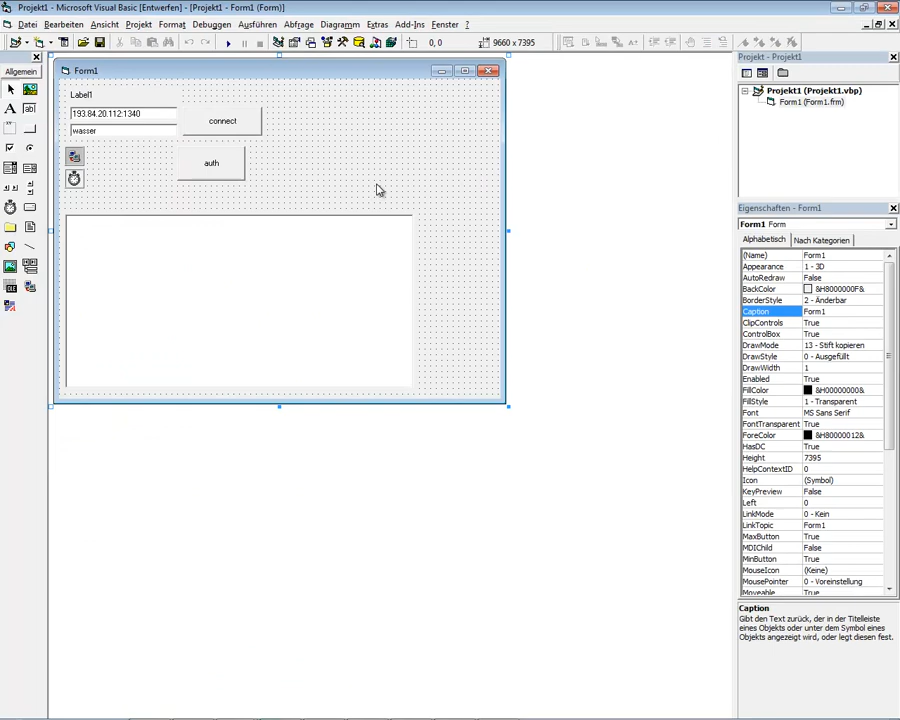 Projekt1 - Microsoft Visual Basic [Entwerfen] - [Projekt1 - Form1 (Form)]
Datei Bearbeiten Ansicht Projekt Format Debuggen Ausführen Abfrage Diagramm Extras Add-Ins Fenster ?
0, 0 9660 x 7395
Allgemein
Form1
Label1
193.84.20.112:1340
connect
wasser
auth
Projekt - Projekt1
Projekt1 (Projekt1.vbp)
Form1 (Form1.frm)
Eigenschaften - Form1
Form1 Form
Alphabetisch Nach Kategorien
(Name) Form1
Appearance 1 - 3D
AutoRedraw False
BackColor &H8000000F&
BorderStyle 2 - Änderbar
Caption Form1
ClipControls True
ControlBox True
DrawMode 13 - Stift kopieren
DrawStyle 0 - Ausgefüllt
DrawWidth 1
Enabled True
FillColor &H00000000&
FillStyle 1 - Transparent
Font MS Sans Serif
FontTransparent True
ForeColor &H80000012&
HasDC True
Height 7395
HelpContextID 0
Icon (Symbol)
KeyPreview False
Left 0
LinkMode 0 - Kein
LinkTopic Form1
MaxButton True
MDIChild False
MinButton True
MouseIcon (Keine)
MousePointer 0 - Voreinstellung
Moveable True
Caption
Gibt den Text zurück, der in der Titelleiste
eines Objekts oder unter dem Symbol eines
Objekts angezeigt wird, oder legt diesen fest.